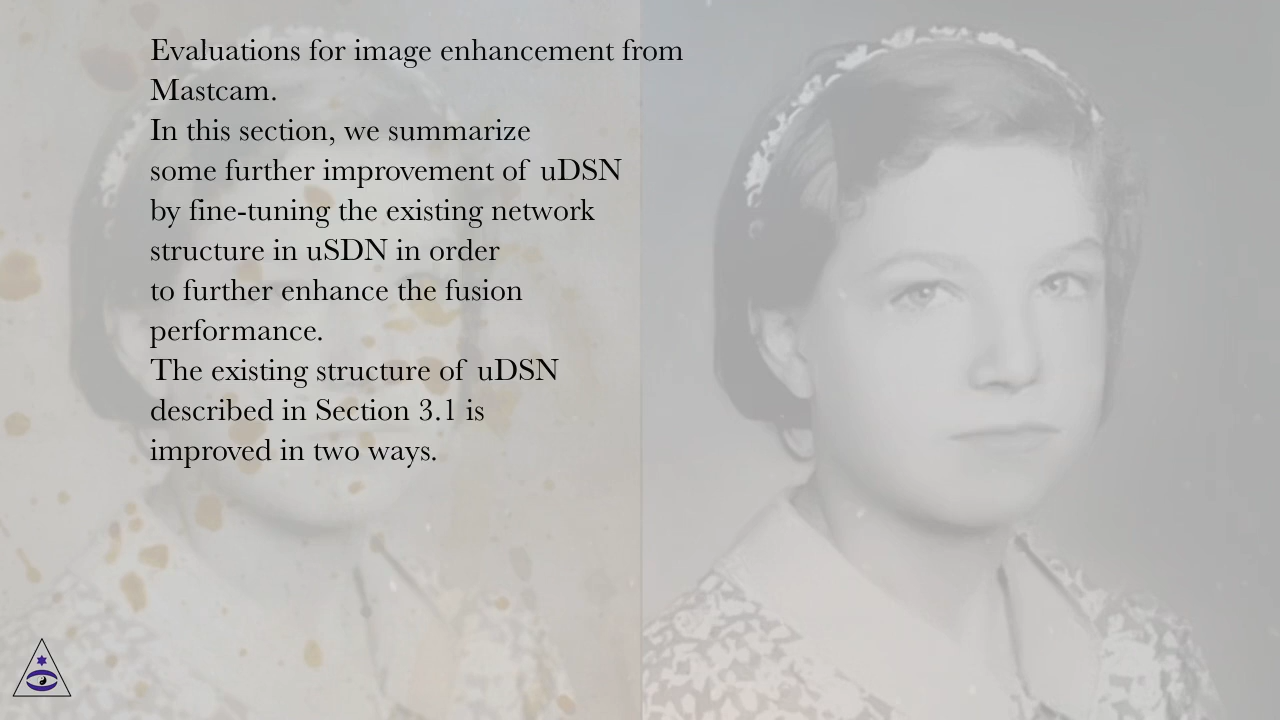 Evaluations for image enhancement from
Mastcam.
In this section, we summarize
some further improvement of uDSN
by fine-tuning the existing network
structure in uSDN in order
to further enhance the fusion
performance.
The existing structure of uDSN
described in Section 3.1 is
improved in two ways.